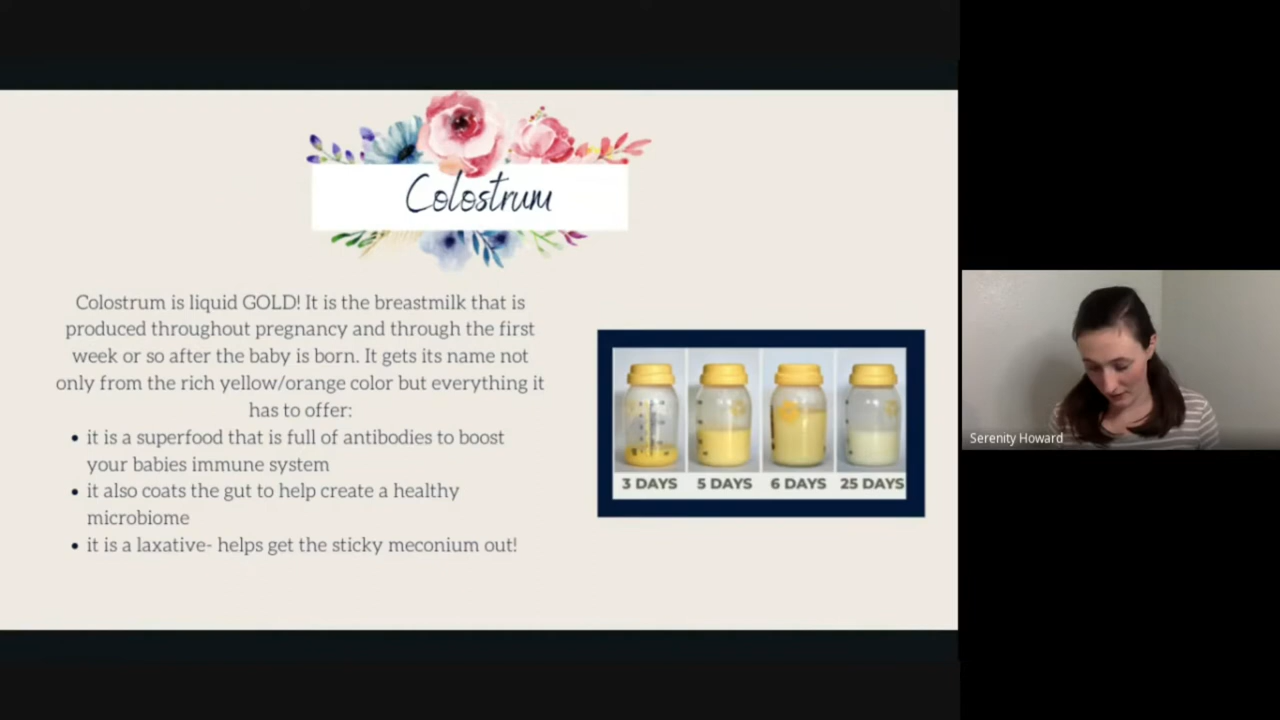 Colostrum
Colostrum is liquid GOLD! It is the breastmilk that is
produced throughout pregnancy and through the first
week or so after the baby is born. It gets its name not
only from the rich yellow/orange color but everything it
has to offer:
• it is a superfood that is full of antibodies to boost
your babies immune system
• it also coats the gut to help create a healthy
microbiome
• it is a laxative- helps get the sticky meconium out!
3 DAYS 5 DAYS 6 DAYS 25 DAYS
Serenity Howard